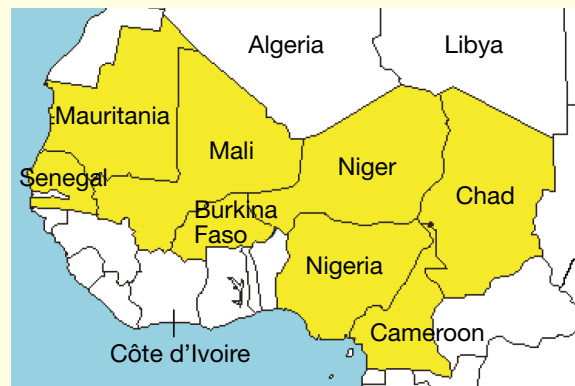 Algeria
Libya
Mauritania
Mali
Niger
Chad
Senegal
Burkina
Faso
Nigeria
Cameroon
Côte d’Ivoire